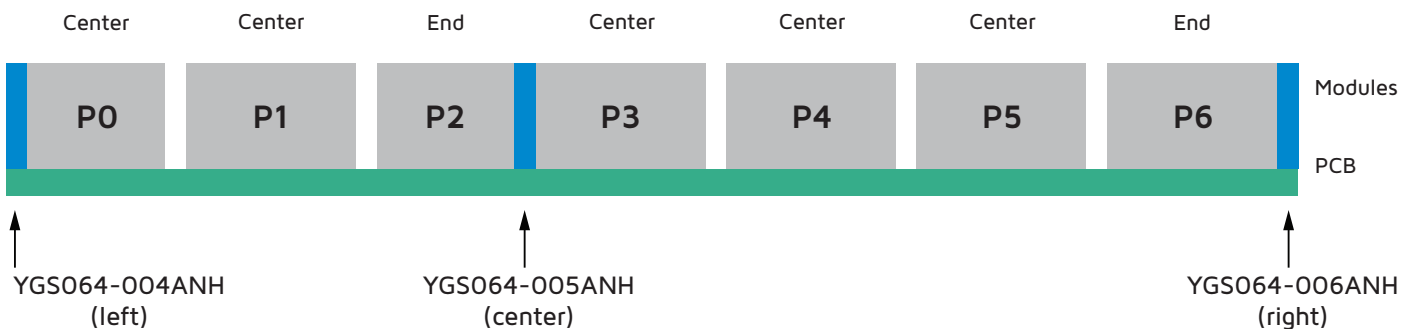 Center Center End Center Center Center End
P0 P1 P2 P3 P4 P5 P6
Modules
PCB
YGS064-004ANH YGS064-005ANH YGS064-006ANH
(left) (center) (right)